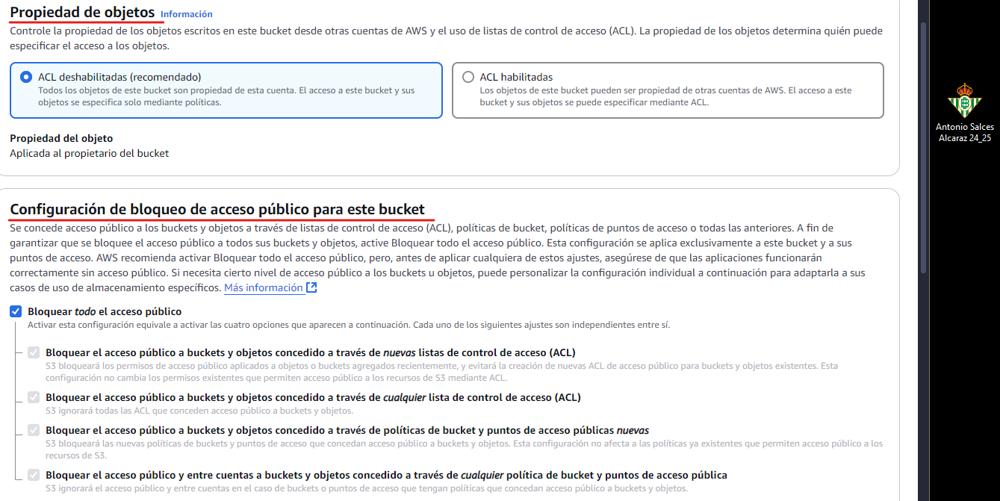 Propiedad de objetos Información
Controle la propiedad de los objetos escritos en este bucket desde otras cuentas de AWS y el uso de listas de control de acceso (ACL). La propiedad de los objetos determina quién puede
especificar el acceso a los objetos.
ACL deshabilitadas (recomendado)
Todos los objetos de este bucket son propiedad de esta cuenta. El acceso a este bucket y sus
objetos se especifica solo mediante políticas.
ACL habilitadas
Los objetos de este bucket pueden ser propiedad de otras cuentas de AWS. El acceso a este
bucket y sus objetos se puede especificar mediante ACL.
Propiedad del objeto
Aplicada al propietario del bucket
Configuración de bloqueo de acceso público para este bucket
Se concede acceso público a los buckets y objetos a través de listas de control de acceso (ACL), políticas de bucket, políticas de puntos de acceso o todas las anteriores. A fin de
garantizar que se bloquee el acceso público a todos sus buckets y objetos, active Bloquear todo el acceso público. Esta configuración se aplica exclusivamente a este bucket y a sus
puntos de acceso. AWS recomienda activar Bloquear todo el acceso público, pero, antes de aplicar cualquiera de estos ajustes, asegúrese de que las aplicaciones funcionarán
correctamente sin acceso público. Si necesita cierto nivel de acceso público a los buckets u objetos, puede personalizar la configuración individual a continuación para adaptarla a sus
casos de uso de almacenamiento específicos. Más información
Bloquear todo el acceso público
Activar esta configuración equivale a activar las cuatro opciones que aparecen a continuación. Cada uno de los siguientes ajustes son independientes entre sí.
Bloquear el acceso público a buckets y objetos concedido a través de nuevas listas de control de acceso (ACL)
S3 bloqueará los permisos de acceso público aplicados a objetos o buckets agregados recientemente, y evitará la creación de nuevas ACL de acceso público para buckets y objetos existentes. Esta
configuración no cambia los permisos existentes que permiten acceso público a los recursos de S3 mediante ACL.
Bloquear el acceso público a buckets y objetos concedido a través de cualquier lista de control de acceso (ACL)
S3 ignorará todas las ACL que conceden acceso público a buckets y objetos.
Bloquear el acceso público a buckets y objetos concedido a través de políticas de bucket y puntos de acceso públicas nuevas
S3 bloqueará las nuevas políticas de buckets y puntos de acceso que concedan acceso público a buckets y objetos. Esta configuración no afecta a las políticas ya existentes que permiten acceso público a los
recursos de S3.
Bloquear el acceso público y entre cuentas a buckets y objetos concedido a través de cualquier política de bucket y puntos de acceso pública
S3 ignorará el acceso público y entre cuentas en el caso de buckets o puntos de acceso que tengan políticas que concedan acceso público a buckets y objetos.
Antonio Salces
Alcaraz 24_25